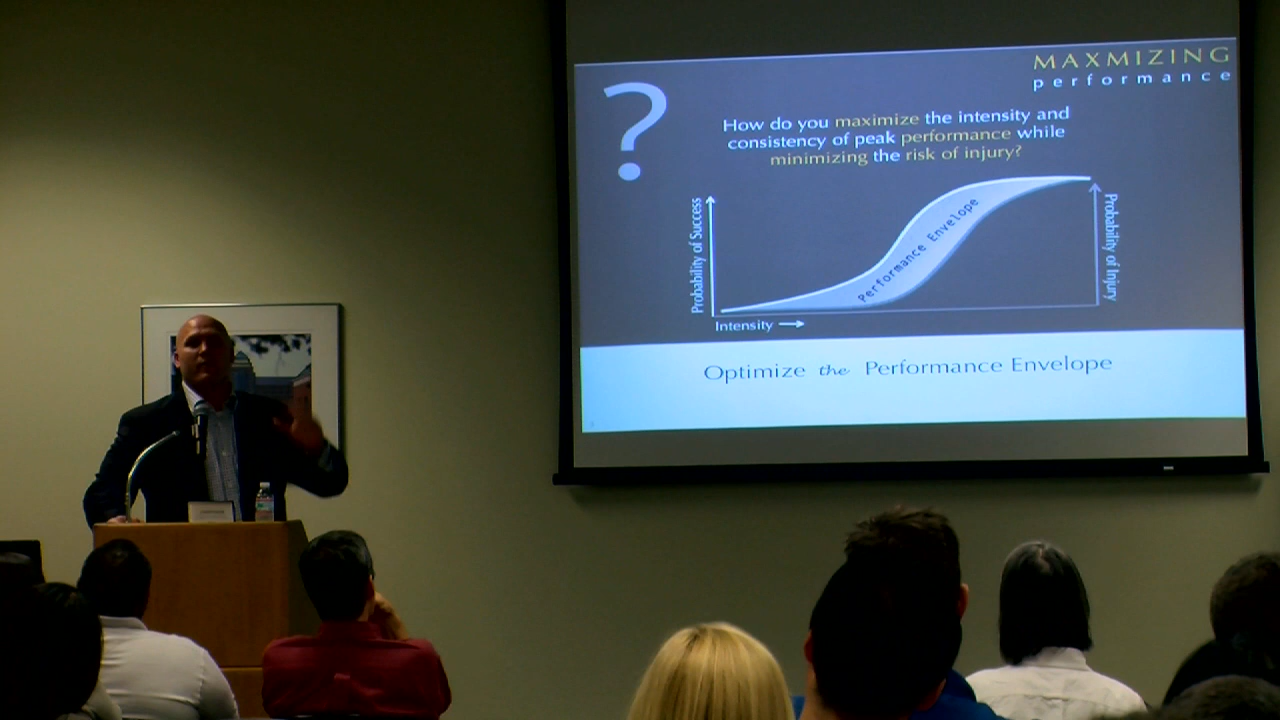 MAXMIZING
performance
?
How do you maximize the intensity and
consistency of peak performance while
minimizing the risk of injury?
Probability of Success
Performance Envelope
Probability of Injury
Intensity
Optimize the Performance Envelope